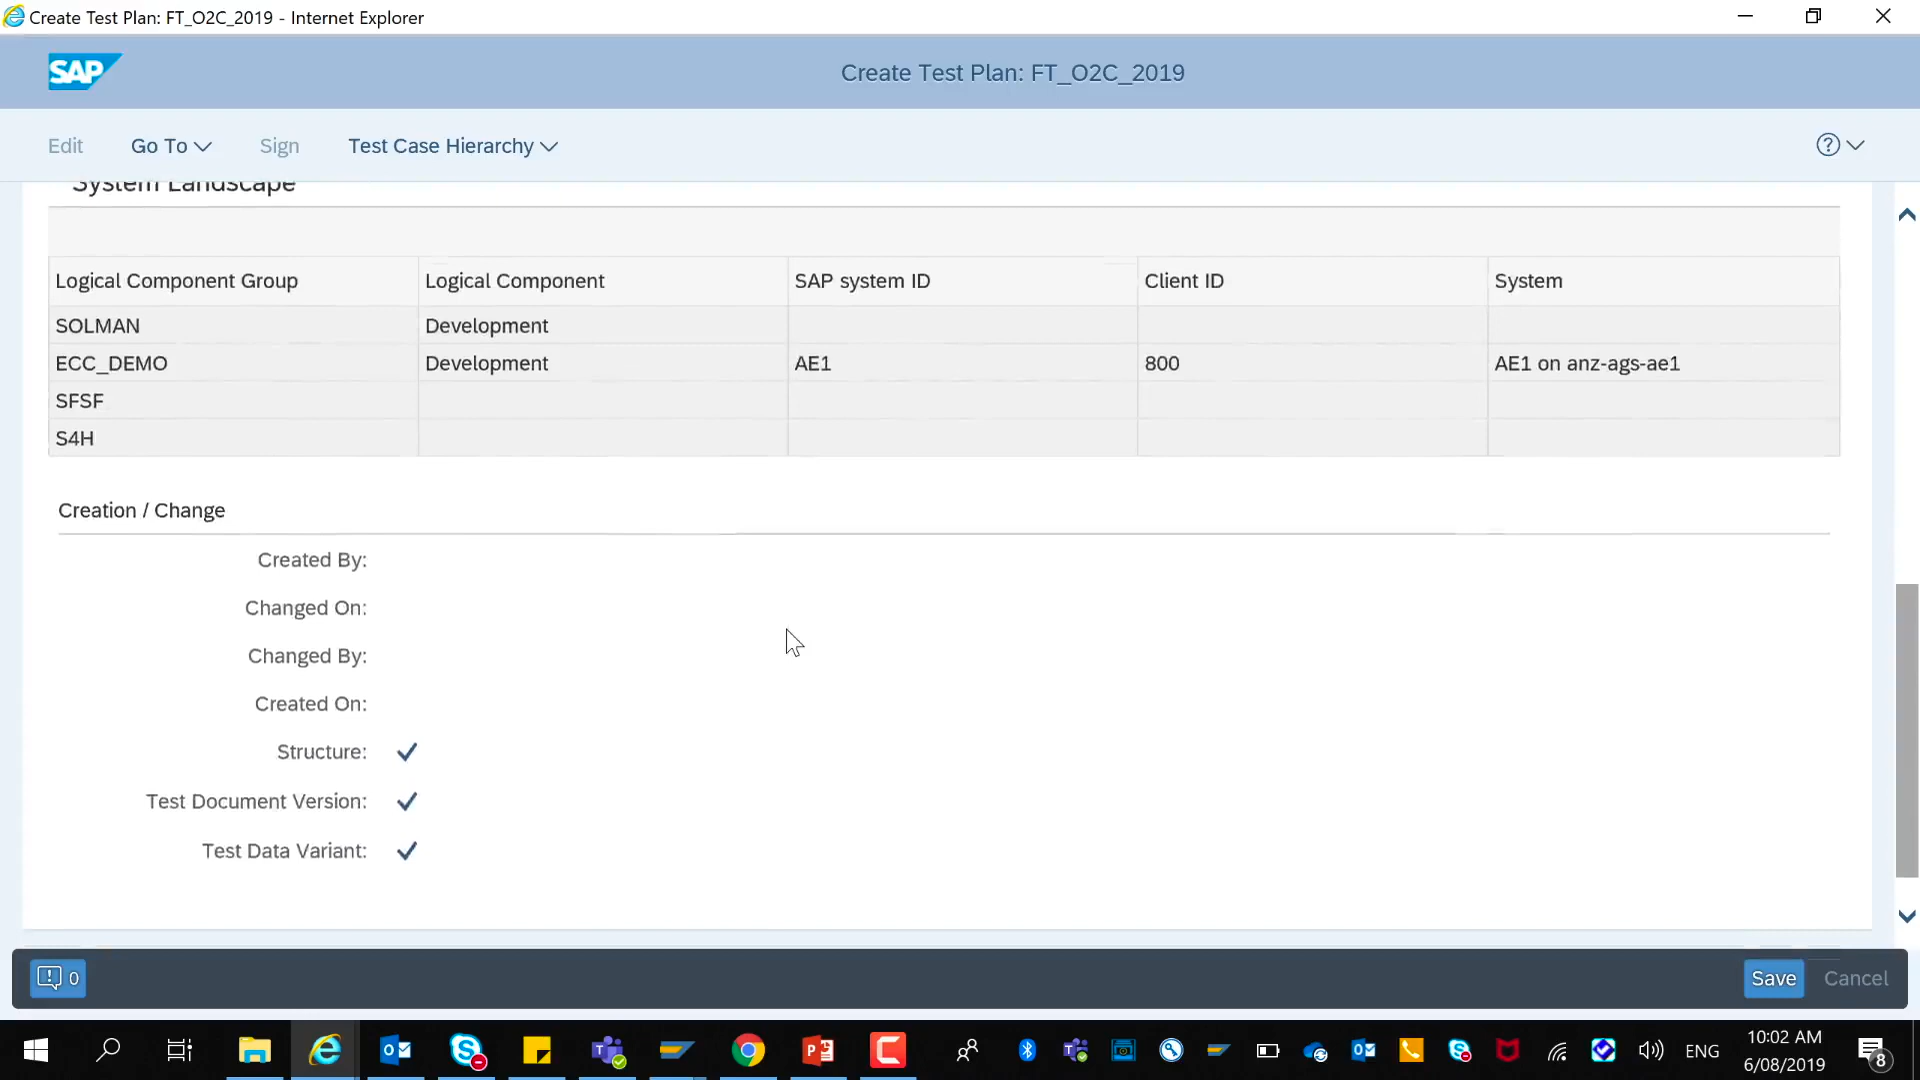 Create Test Plan: FT_O2C_2019 - Internet Explorer
SAP
Create Test Plan: FT_O2C_2019
Edit Go To Sign Test Case Hierarchy
System Landscape
Logical Component Group Logical Component SAP system ID Client ID System
SOLMAN Development
ECC_DEMO Development AE1 800 AE1 on anz-ags-ae1
SFSF
S4H
Creation / Change
Created By:
Changed On:
Changed By:
Created On:
Structure:
Test Document Version:
Test Data Variant:
0 Save Cancel
10:02 AM
ENG
6/08/2019
8